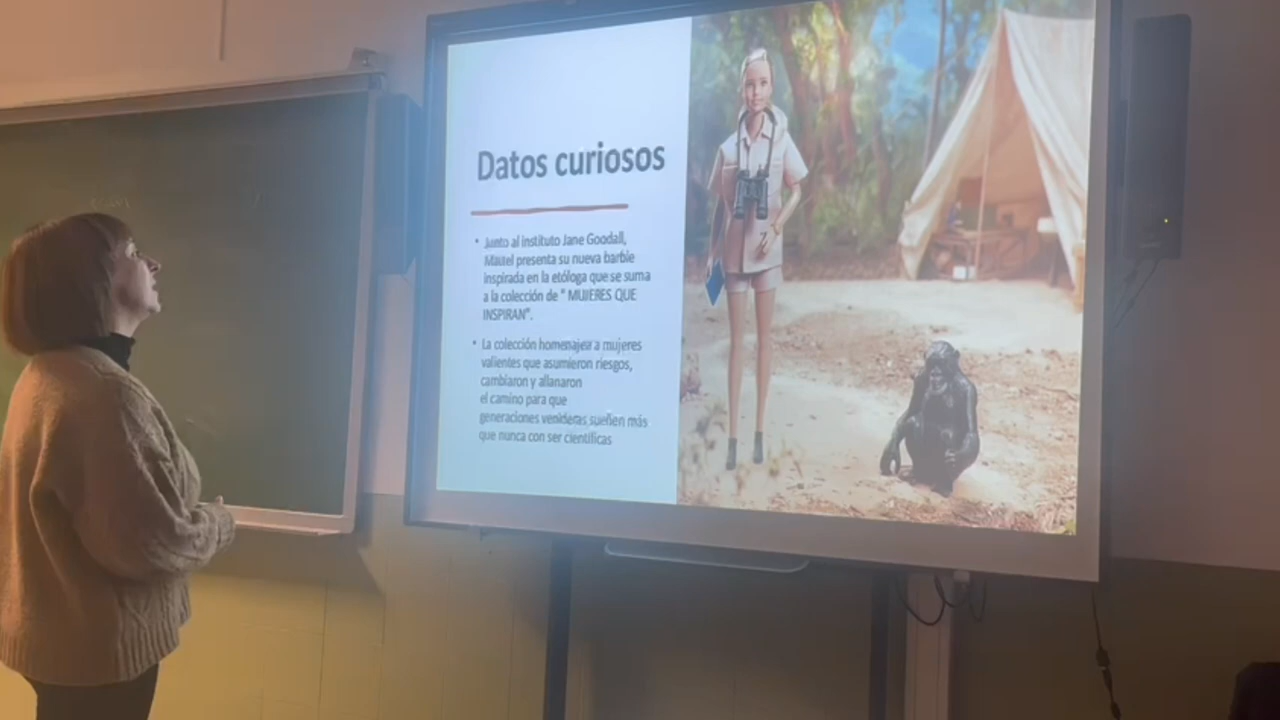 Datos curiosos
• Junto al instituto Jane Goodall,
Mattel presenta su nueva barbie
inspirada en la etóloga que se suma
a la colección de " MUJERES QUE
INSPIRAN".
• La colección homenajea a mujeres
valientes que asumieron riesgos,
cambiaron y allanaron
el camino para que
generaciones venideras sueñen más
que nunca con ser científicas